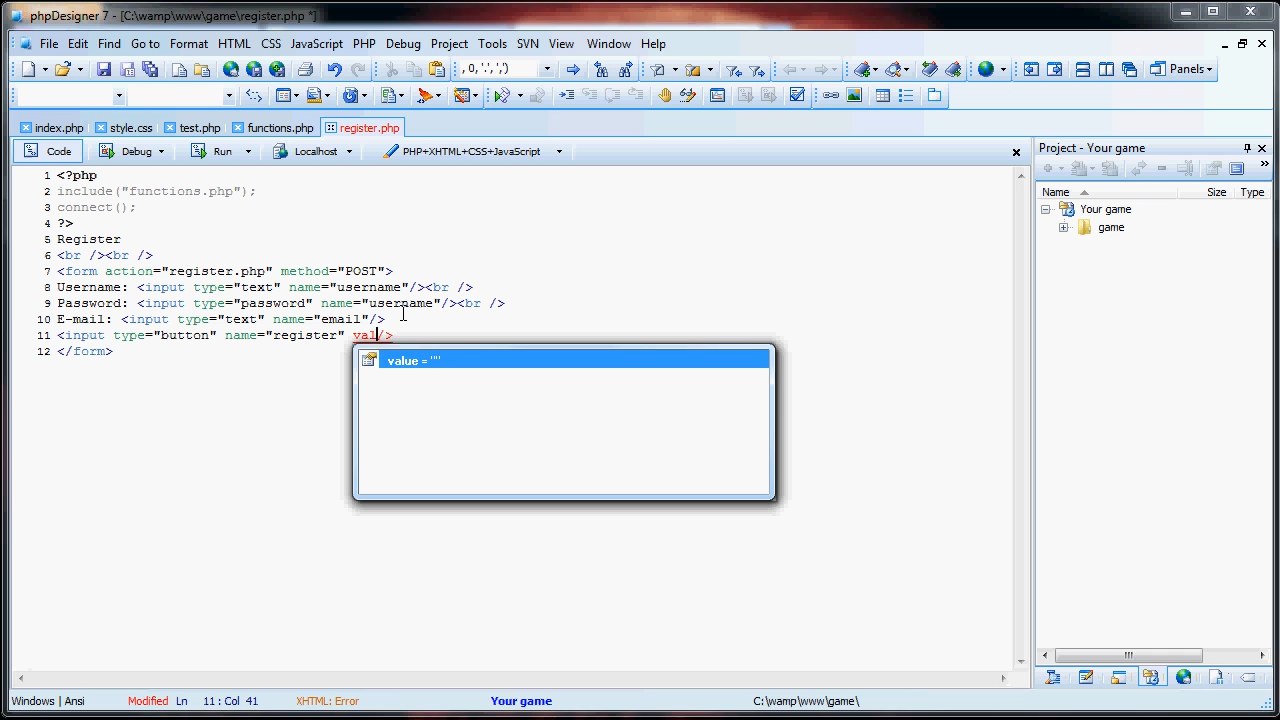 phpDesigner 7 - [C:\wamp\www\game\register.php *]
File Edit Find Go to Format HTML CSS JavaScript PHP Debug Project Tools SVN View Window Help
, 0, '.', ',')
Panels
index.php style.css test.php functions.php register.php
Code Debug Run Localhost PHP+XHTML+CSS+JavaScript
1 <?php
2 include("functions.php");
3 connect();
4 ?>
5 Register
6 <br /><br />
7 <form action="register.php" method="POST">
8 Username: <input type="text" name="username"/><br />
9 Password: <input type="password" name="username"/><br />
10 E-mail: <input type="text" name="email"/>
11 <input type="button" name="register" val/>
12 </form>
value = ""
Project - Your game
Name Size Type
Your game
game
Windows | Ansi Modified Ln 11 : Col 41 XHTML: Error Your game C:\wamp\www\game\